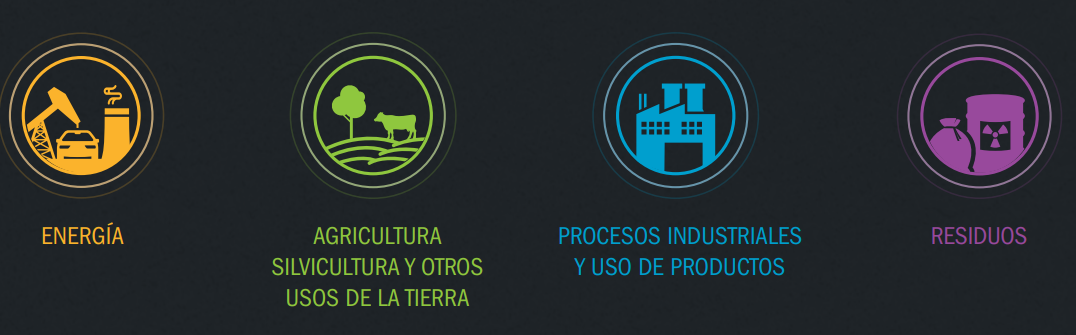 ENERGÍA
AGRICULTURA
SILVICULTURA Y OTROS
USOS DE LA TIERRA
PROCESOS INDUSTRIALES
Y USO DE PRODUCTOS
RESIDUOS